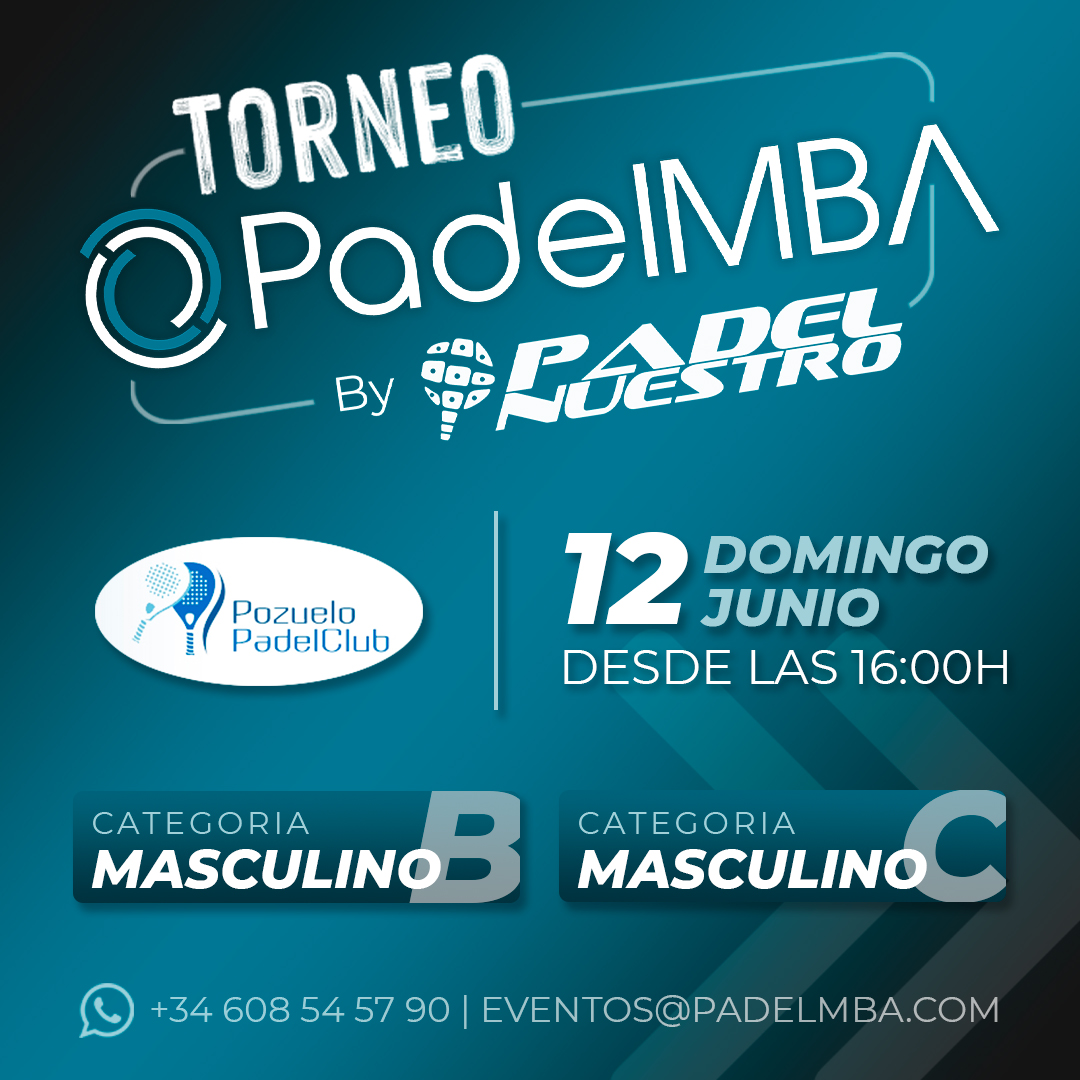 TORNEO
PadelMBA
By PADEL
NUESTRO
Pozuelo
PadelClub
12 DOMINGO
JUNIO
DESDE LAS 16:00H
CATEGORIA
MASCULINO B
CATEGORIA
MASCULINO C
+34 608 54 57 90 | EVENTOS@PADELMBA.COM